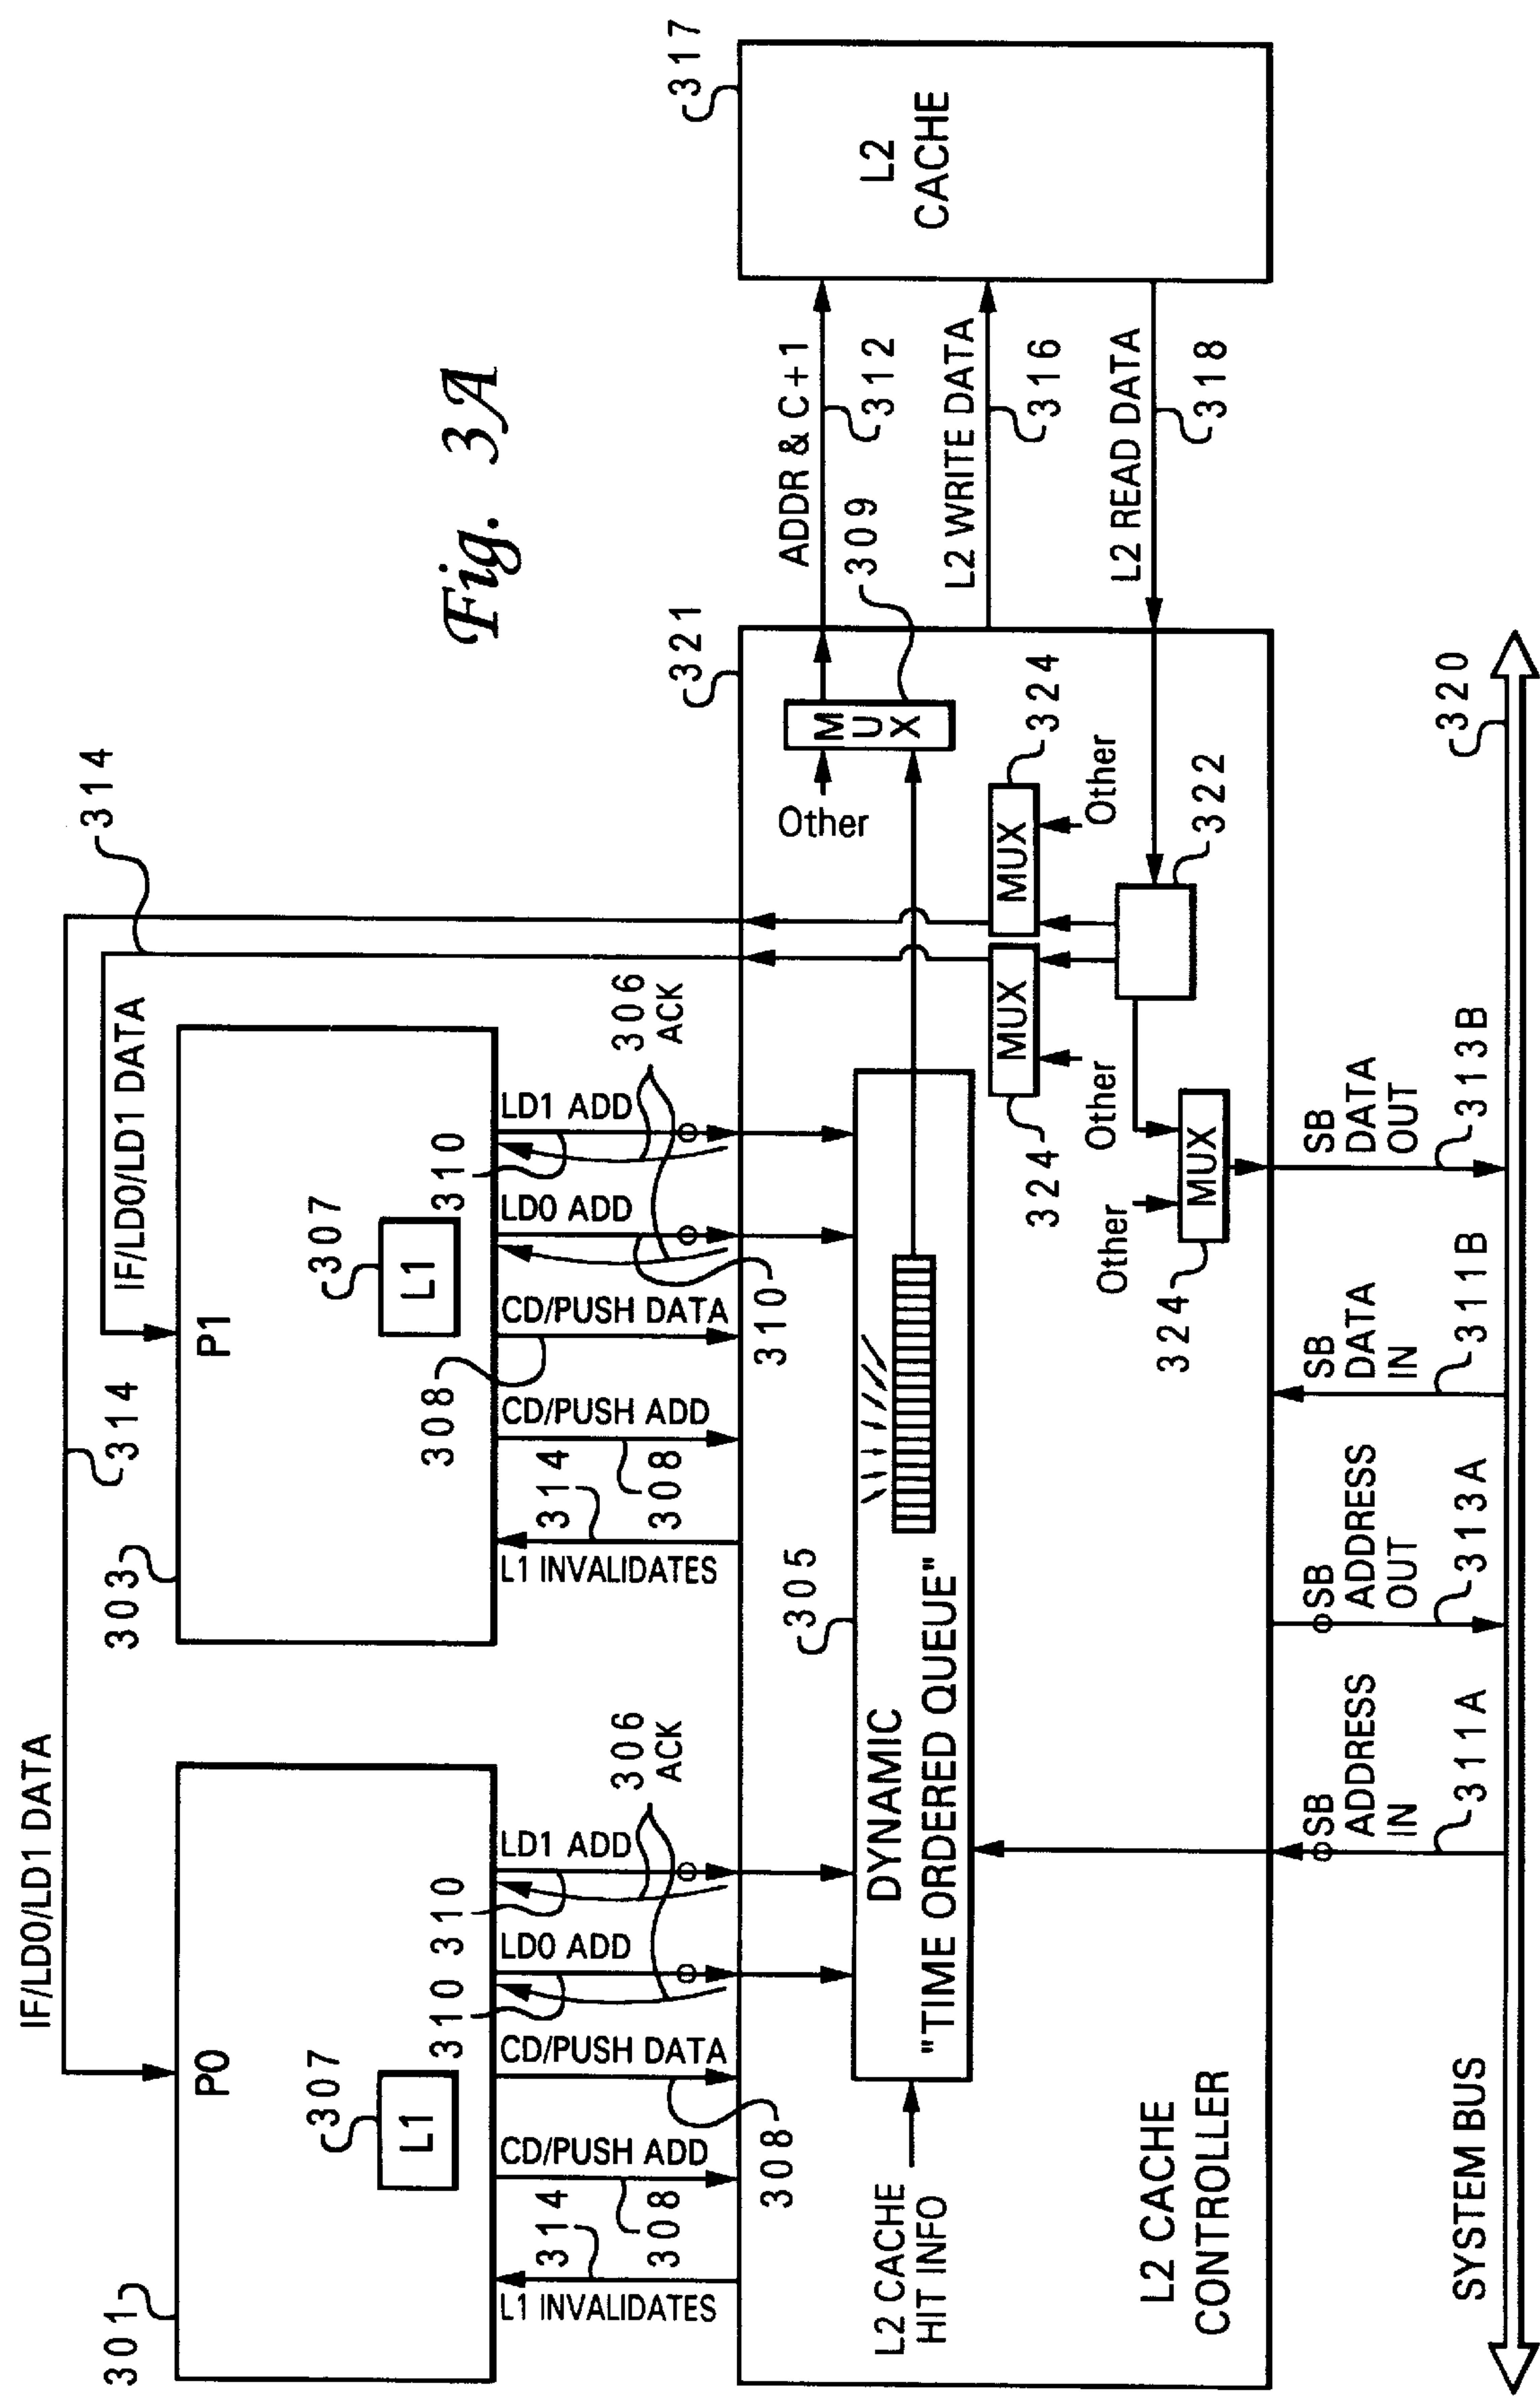 IF/LD0/LD1 DATA
314
314
IF/LD0/LD1 DATA
301
P0
307
L1
303
P1
307
L1
Fig. 3A
L1 INVALIDATES
314
CD/PUSH ADD
308
CD/PUSH DATA
308
LD0 ADD
310
LD1 ADD
310
306
ACK
L1 INVALIDATES
314
CD/PUSH ADD
308
CD/PUSH DATA
308
LD0 ADD
310
LD1 ADD
310
306
ACK
321
317
L2 CACHE
HIT INFO
DYNAMIC
"TIME ORDERED QUEUE"
305
Other
MUX
309
ADDR & C+1
312
L2 WRITE DATA
316
L2 READ DATA
318
L2
CACHE
MUX
324
Other
MUX
324
Other
322
Other
MUX
324
L2 CACHE
CONTROLLER
SB
ADDRESS
IN
311A
SB
ADDRESS
OUT
313A
SB
DATA
IN
311B
SB
DATA
OUT
313B
SYSTEM BUS
320